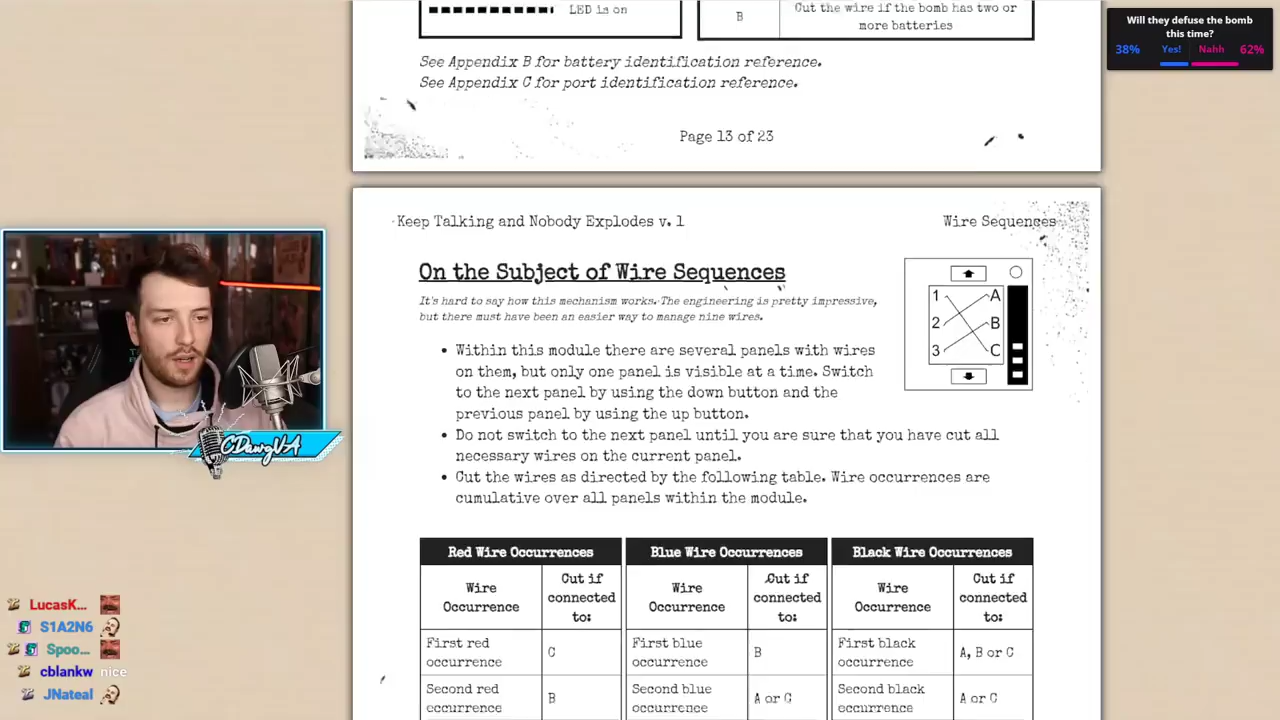 LED is on
B
Cut the wire if the bomb has two or
more batteries
See Appendix B for battery identification reference.
See Appendix C for port identification reference.
Page 13 of 23
Will they defuse the bomb
this time?
38% Yes! Nahh 62%
Keep Talking and Nobody Explodes v. 1
Wire Sequences
On the Subject of Wire Sequences
It's hard to say how this mechanism works. The engineering is pretty impressive,
but there must have been an easier way to manage nine wires.
1 A
2 B
3 C
• Within this module there are several panels with wires
on them, but only one panel is visible at a time. Switch
to the next panel by using the down button and the
previous panel by using the up button.
• Do not switch to the next panel until you are sure that you have cut all
necessary wires on the current panel.
• Cut the wires as directed by the following table. Wire occurrences are
cumulative over all panels within the module.
Red Wire Occurrences
Wire
Occurrence
Cut if
connected
to:
First red
occurrence
C
Second red
occurrence
B
Blue Wire Occurrences
Wire
Occurrence
Cut if
connected
to:
First blue
occurrence
B
Second blue
occurrence
A or C
Black Wire Occurrences
Wire
Occurrence
Cut if
connected
to:
First black
occurrence
A, B or C
Second black
occurrence
A or C
CDawgVA
LucasK...
S1A2N6
Spoo...
cblankw nice
JNateal